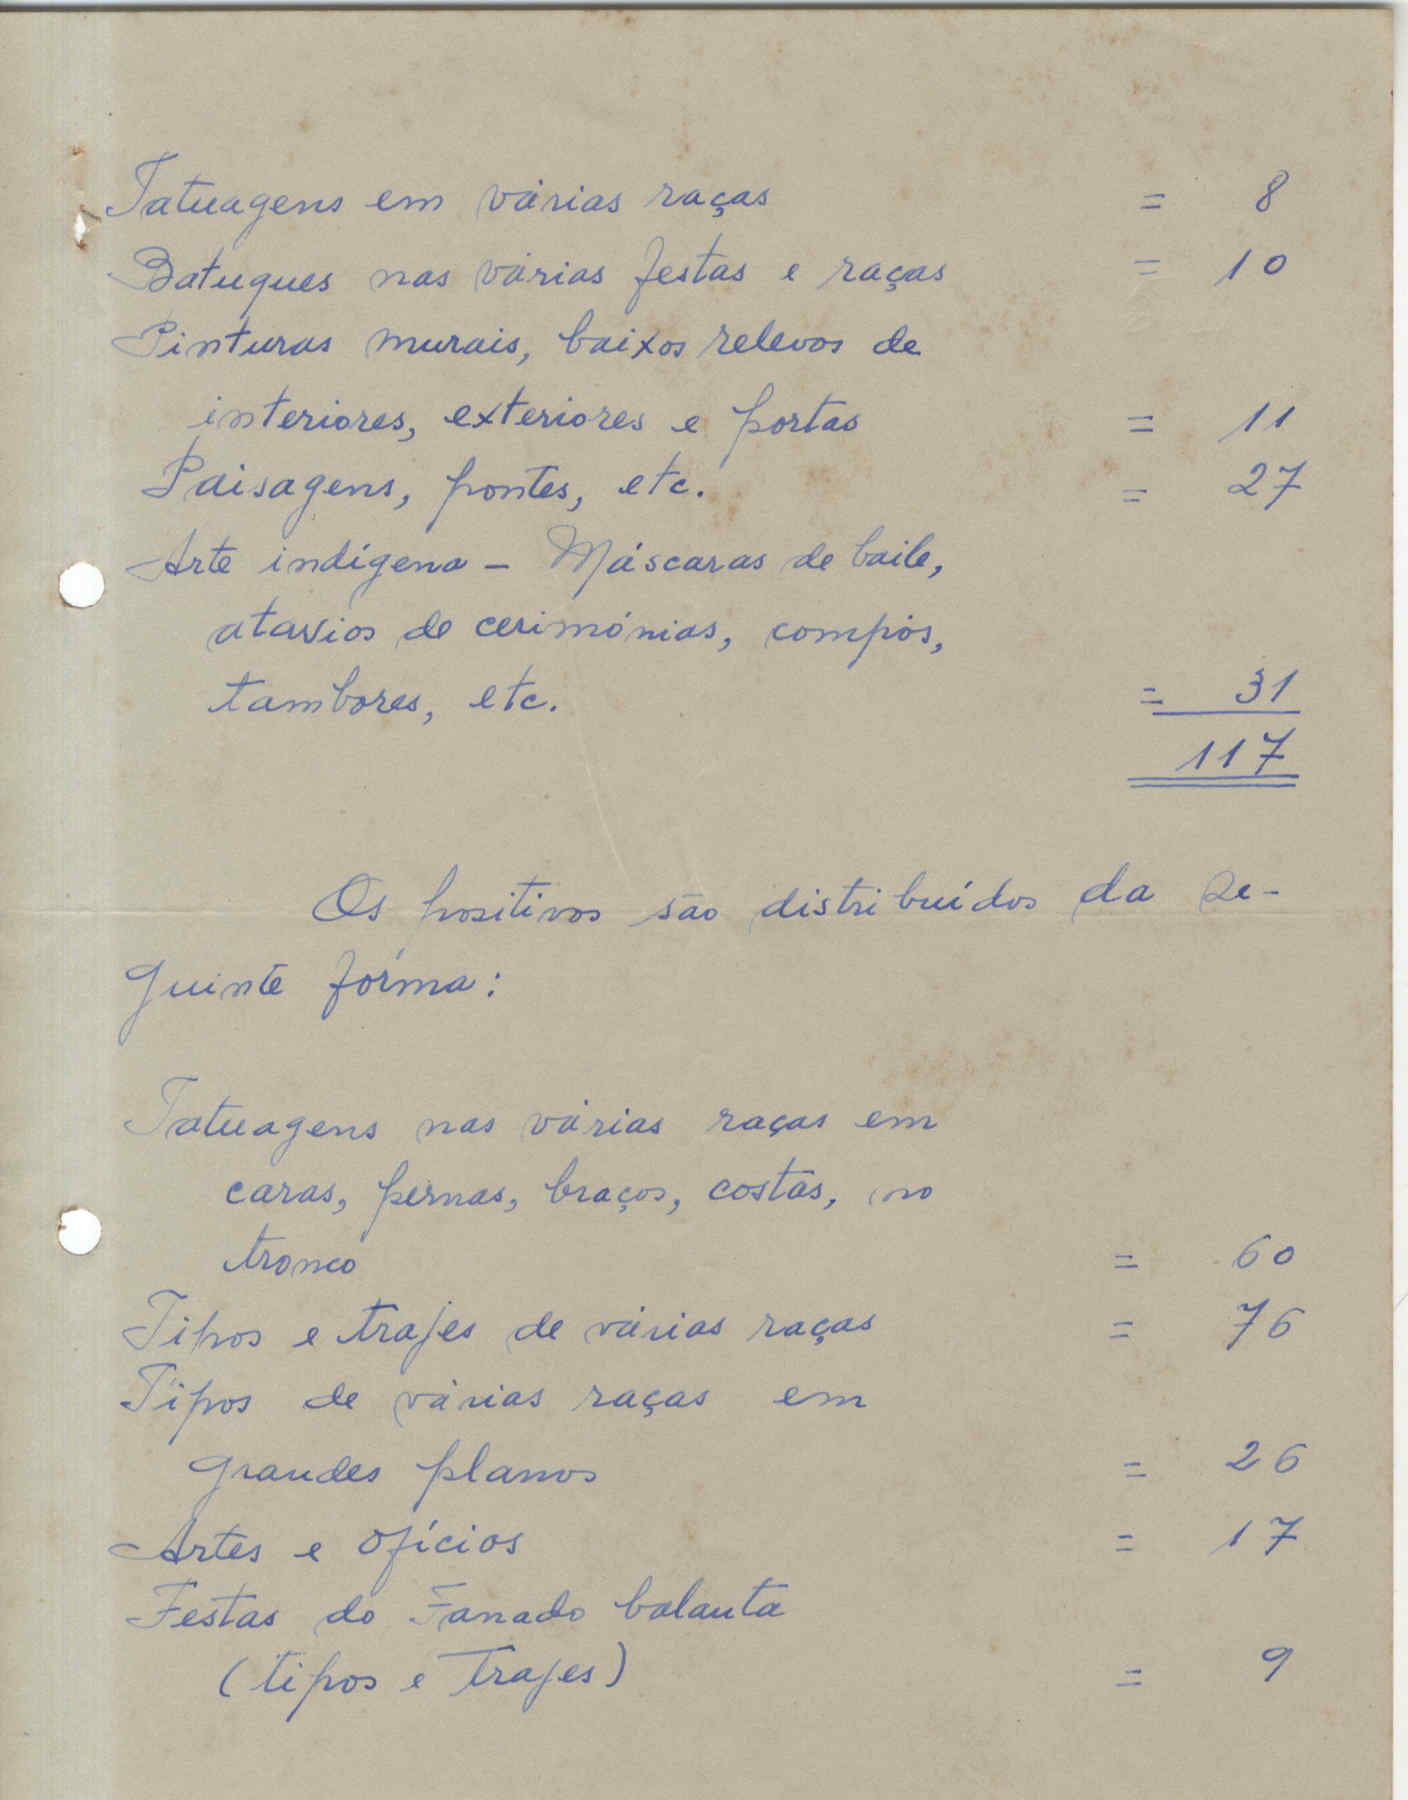 Tatuagens em várias raças = 8
Batuques nas várias festas e raças = 10
Pinturas murais, baixos relevos de
interiores, exteriores e portas = 11
Paisagens, pontes, etc. = 27
Arte indígena - Máscaras de baile,
atavios de cerimónias, compós,
tambores, etc. = 31
117
Os positivos são distribuídos da se-
guinte forma:
Tatuagens nas várias raças em
caras, pernas, braços, costas, no
tronco = 60
Tipos e trajes de várias raças = 76
Tipos de várias raças em
grandes planos = 26
Artes e ofícios = 17
Festas do Fanado balanta
(tipos e trajes) = 9